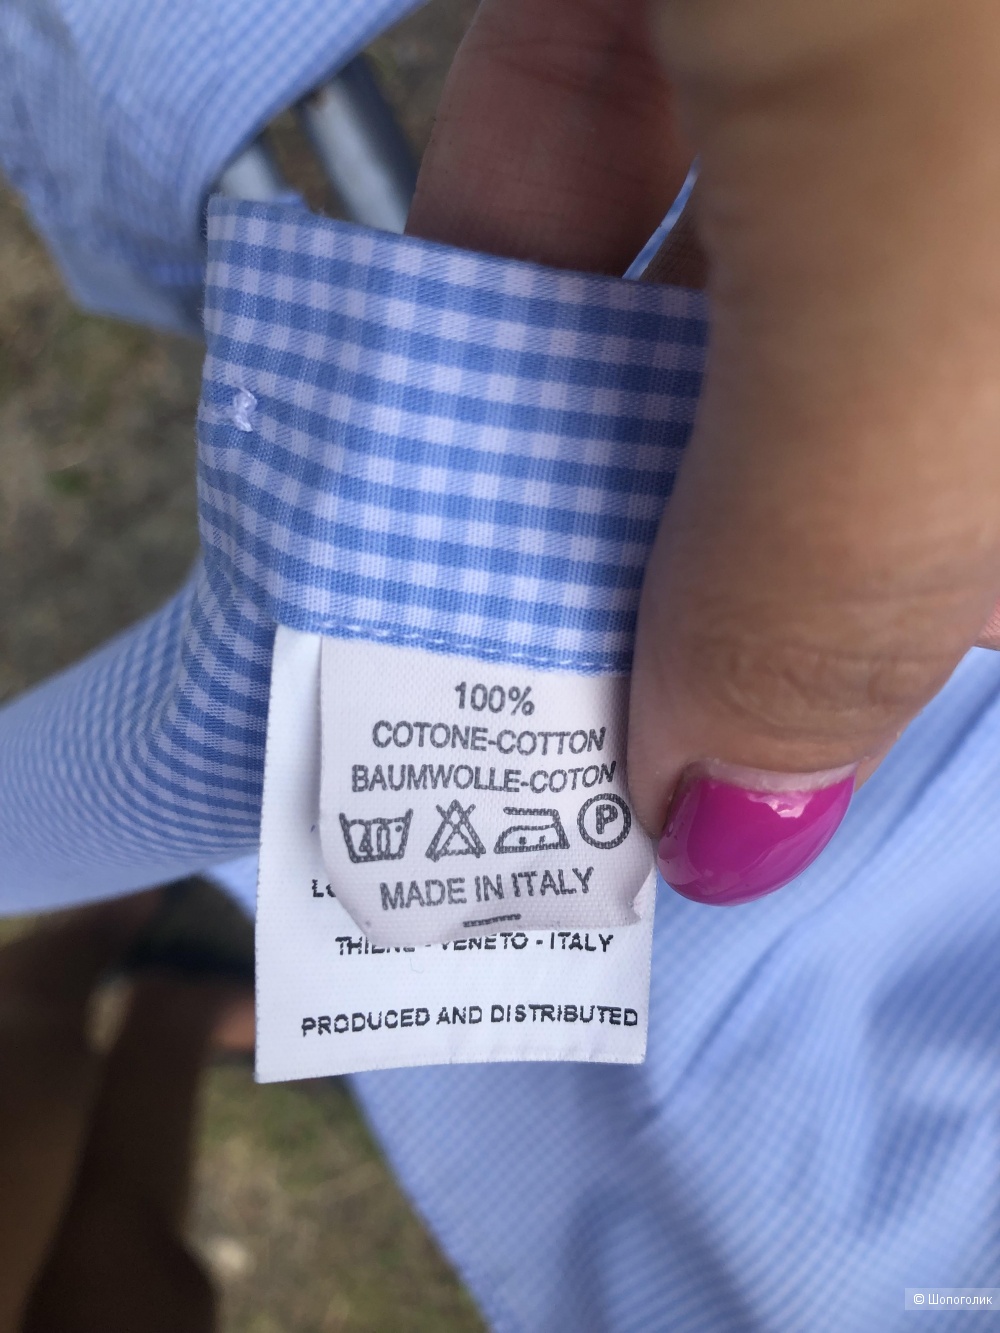 100%
COTONE-COTTON
BAUMWOLLE-COTON
P
MADE IN ITALY
VENETO - ITALY
PRODUCED AND DISTRIBUTED
© Шопоголик